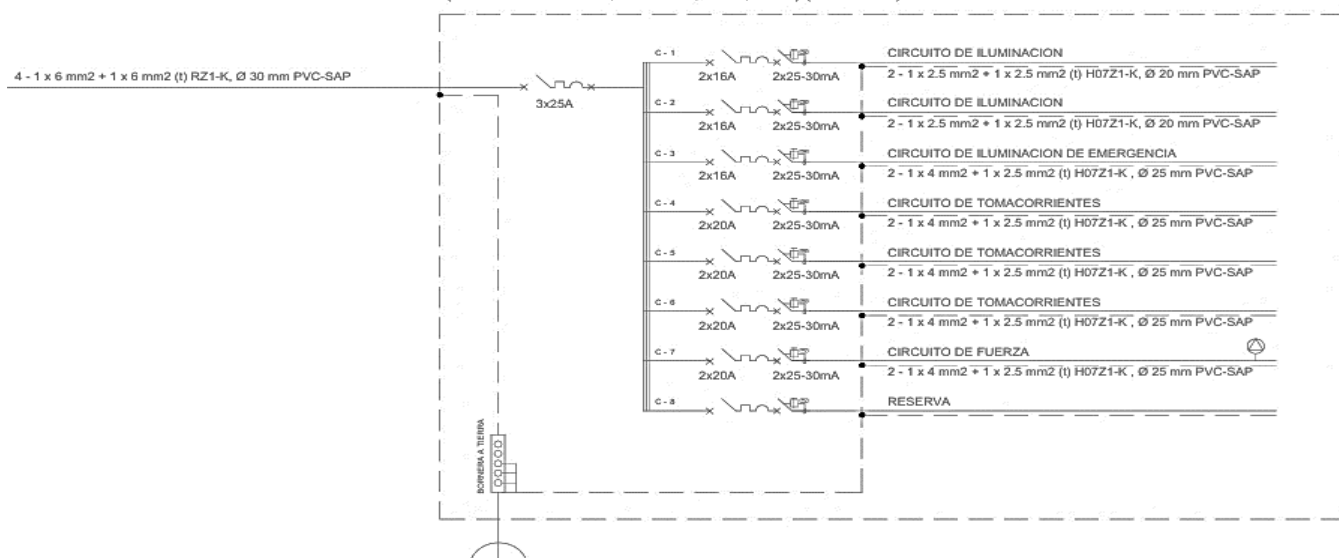 4 - 1 x 6 mm2 + 1 x 6 mm2 (t) RZ1-K, Ø 30 mm PVC-SAP
3x25A
C - 1
2x16A
2x25-30mA
CIRCUITO DE ILUMINACION
2 - 1 x 2.5 mm2 + 1 x 2.5 mm2 (t) H07Z1-K, Ø 20 mm PVC-SAP
C - 2
2x16A
2x25-30mA
CIRCUITO DE ILUMINACION
2 - 1 x 2.5 mm2 + 1 x 2.5 mm2 (t) H07Z1-K, Ø 20 mm PVC-SAP
C - 3
2x16A
2x25-30mA
CIRCUITO DE ILUMINACION DE EMERGENCIA
2 - 1 x 4 mm2 + 1 x 2.5 mm2 (t) H07Z1-K , Ø 25 mm PVC-SAP
C - 4
2x20A
2x25-30mA
CIRCUITO DE TOMACORRIENTES
2 - 1 x 4 mm2 + 1 x 2.5 mm2 (t) H07Z1-K , Ø 25 mm PVC-SAP
C - 5
2x20A
2x25-30mA
CIRCUITO DE TOMACORRIENTES
2 - 1 x 4 mm2 + 1 x 2.5 mm2 (t) H07Z1-K , Ø 25 mm PVC-SAP
C - 6
2x20A
2x25-30mA
CIRCUITO DE TOMACORRIENTES
2 - 1 x 4 mm2 + 1 x 2.5 mm2 (t) H07Z1-K , Ø 25 mm PVC-SAP
C - 7
2x20A
2x25-30mA
CIRCUITO DE FUERZA
2 - 1 x 4 mm2 + 1 x 2.5 mm2 (t) H07Z1-K , Ø 25 mm PVC-SAP
C - 8
RESERVA
BORNERA A TIERRA